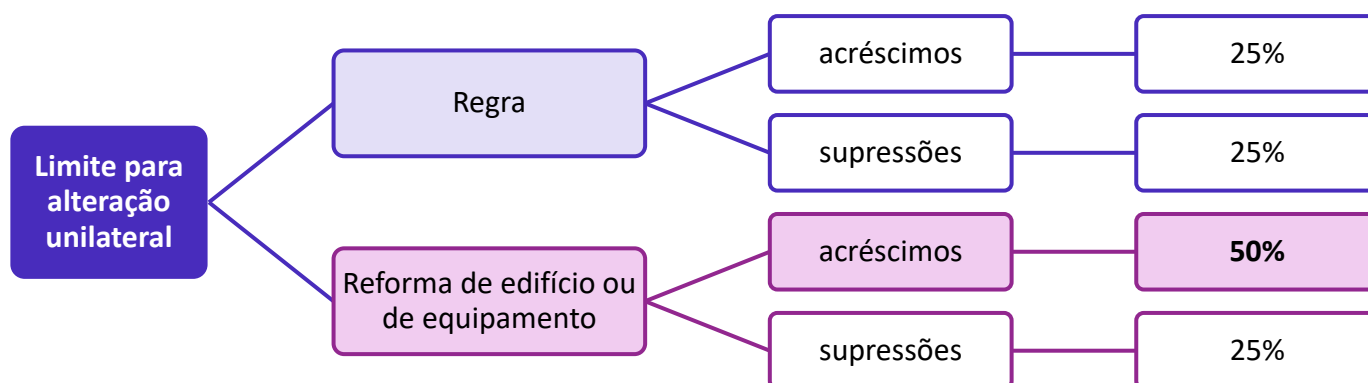 Limite para
alteração
unilateral
Regra
acréscimos
25%
supressões
25%
Reforma de edifício ou
de equipamento
acréscimos
50%
supressões
25%